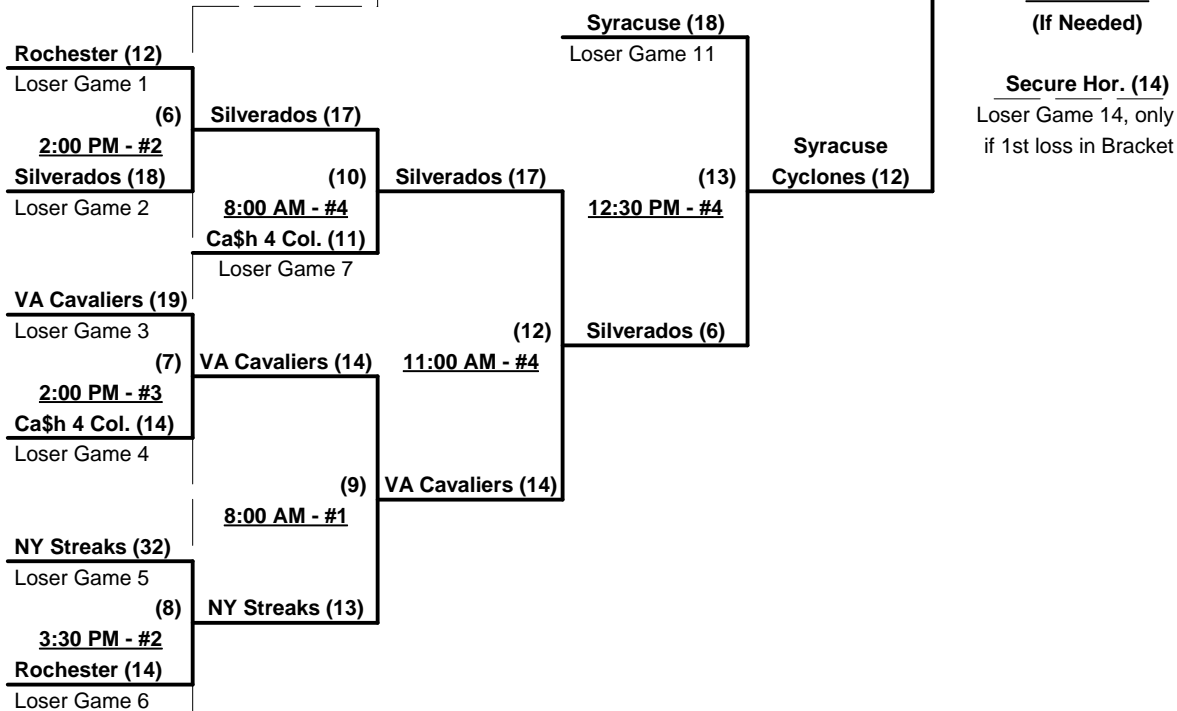 Syracuse (18)
(If Needed)
Rochester (12)
Loser Game 11
Loser Game 1
Secure Hor. (14)
(6)
Silverados (17)
Loser Game 14, only
2:00 PM - #2
Syracuse
if 1st loss in Bracket
Silverados (18)
(10)
Silverados (17)
(13)
Cyclones (12)
Loser Game 2
8:00 AM - #4
12:30 PM - #4
Ca$h 4 Col. (11)
Loser Game 7
VA Cavaliers (19)
Loser Game 3
(12)
Silverados (6)
(7)
VA Cavaliers (14)
11:00 AM - #4
2:00 PM - #3
Ca$h 4 Col. (14)
Loser Game 4
(9)
VA Cavaliers (14)
8:00 AM - #1
NY Streaks (32)
Loser Game 5
(8)
NY Streaks (13)
3:30 PM - #2
Rochester (14)
Loser Game 6